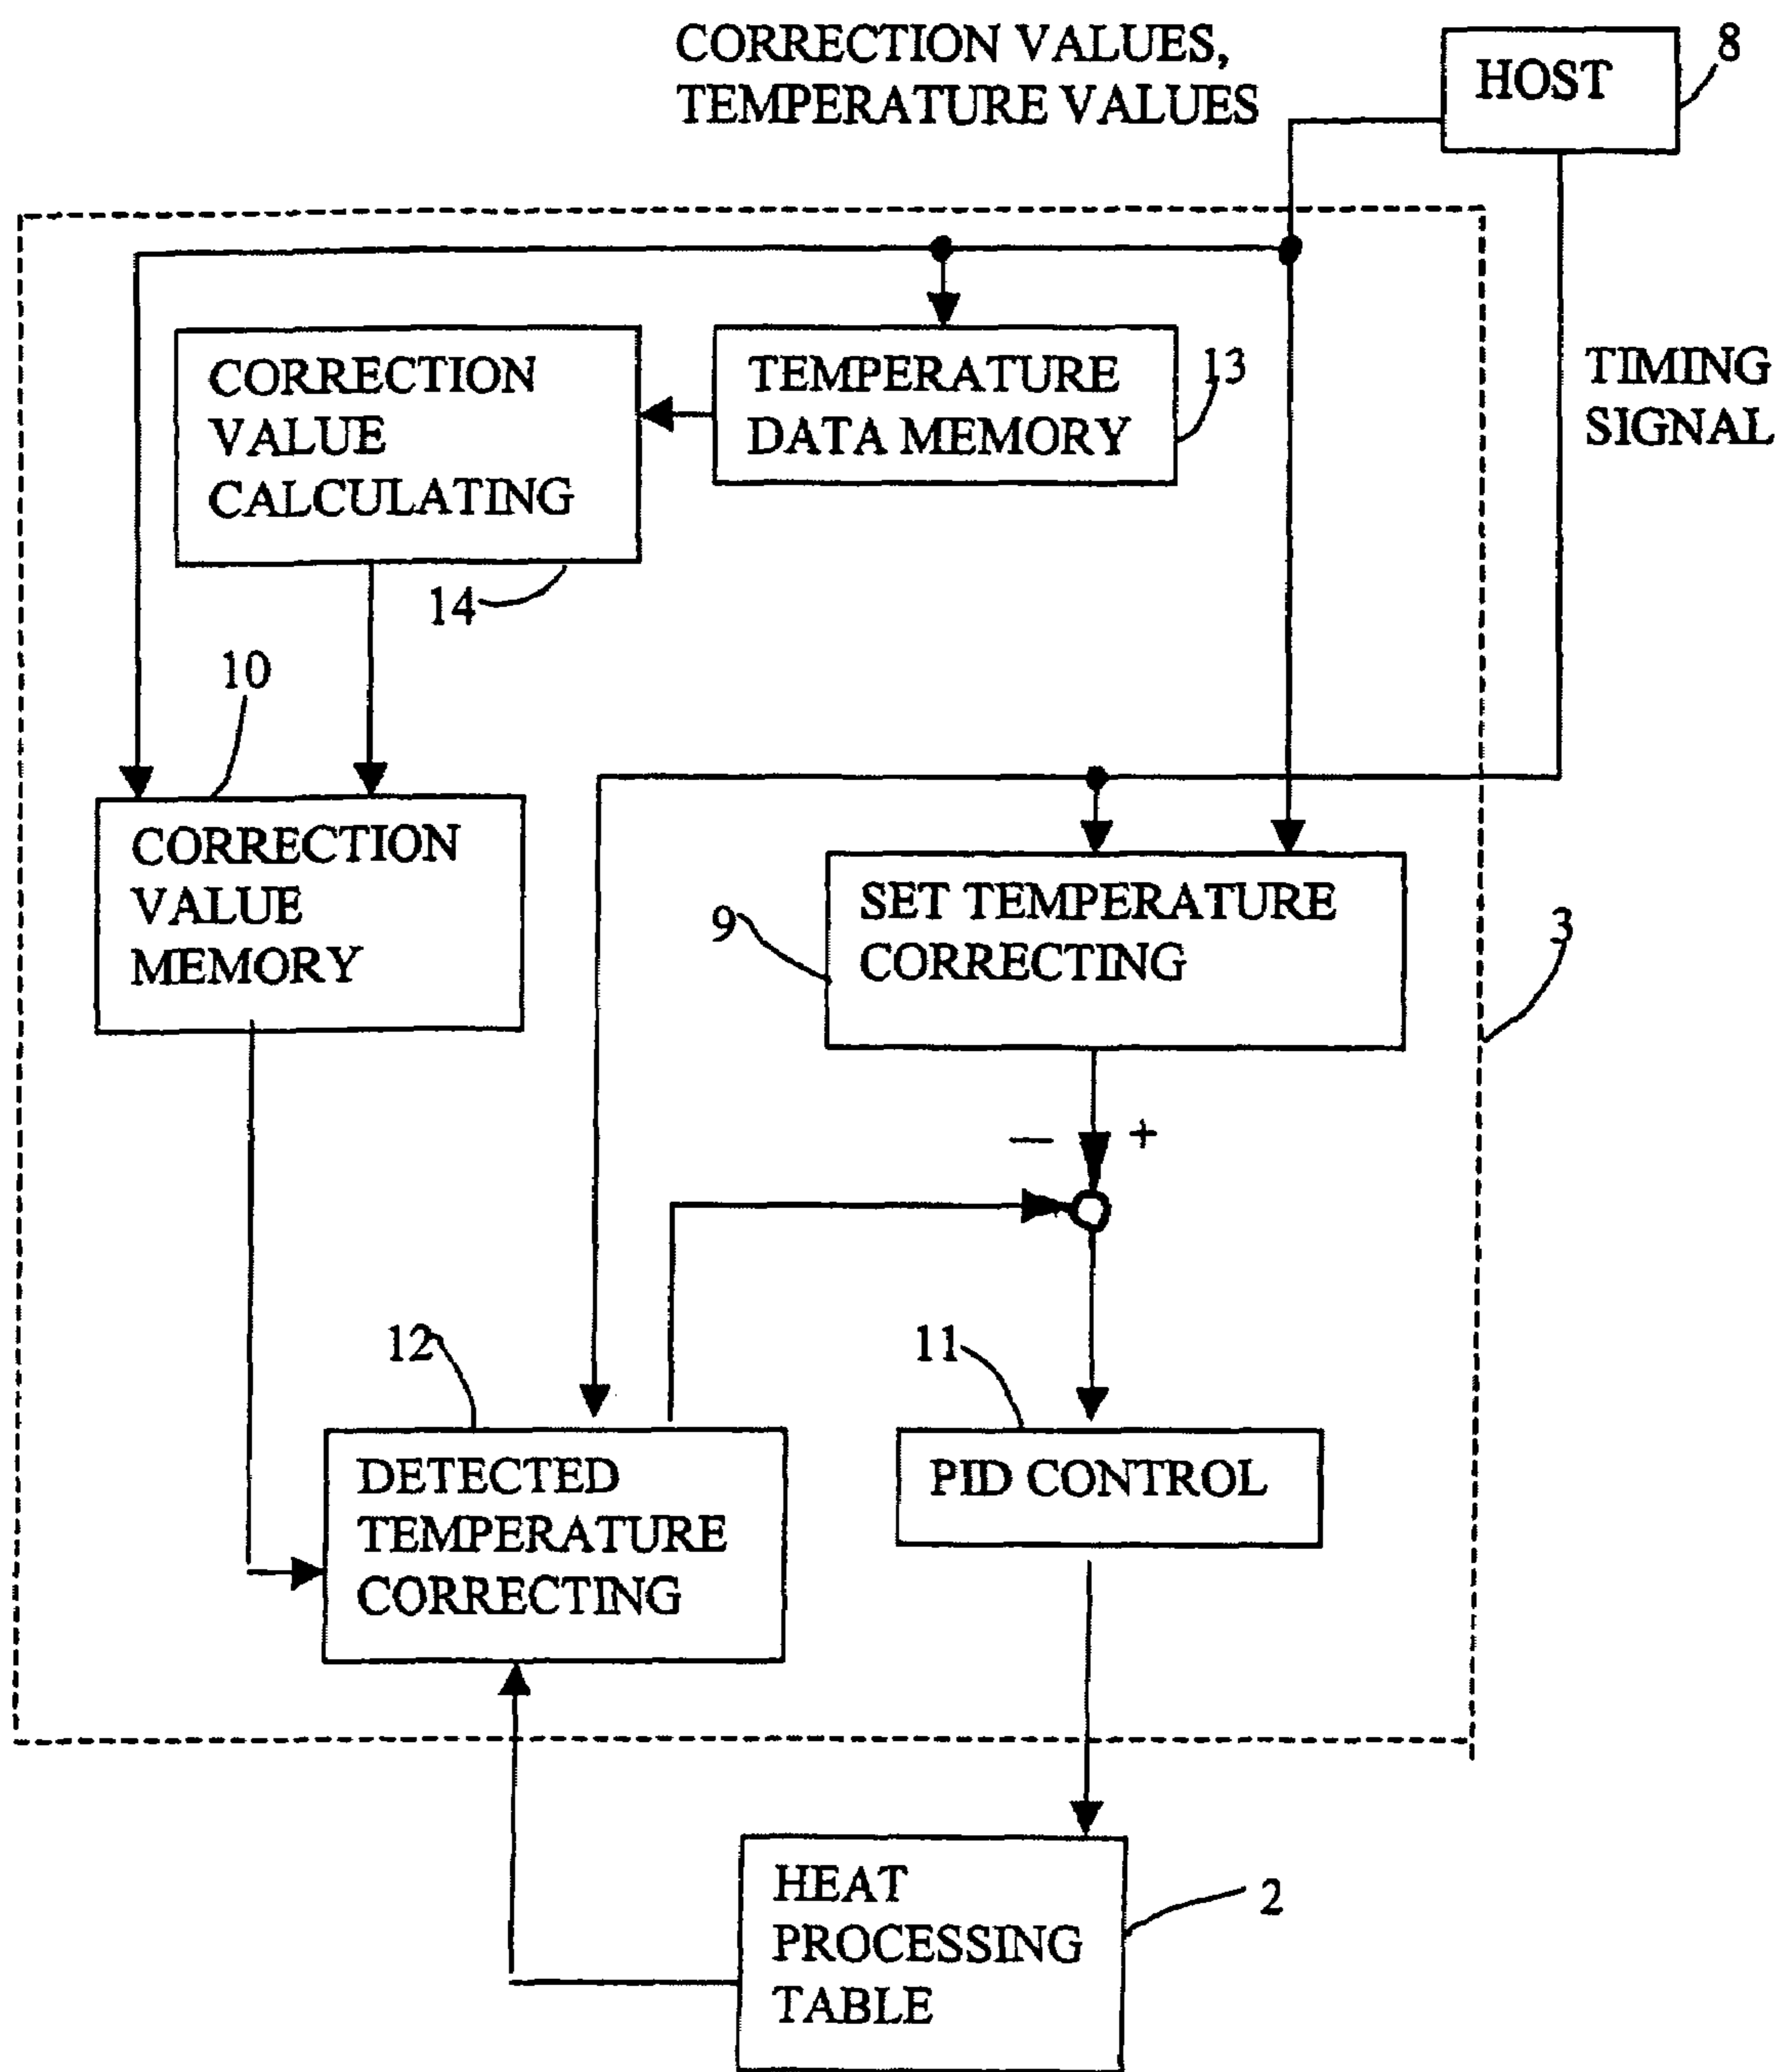 CORRECTION VALUES,
TEMPERATURE VALUES
HOST
8
CORRECTION
VALUE
CALCULATING
14
TEMPERATURE
DATA MEMORY
13
TIMING
SIGNAL
10
CORRECTION
VALUE
MEMORY
9
SET TEMPERATURE
CORRECTING
3
— +
12
DETECTED
TEMPERATURE
CORRECTING
11
PID CONTROL
HEAT
PROCESSING
TABLE
2